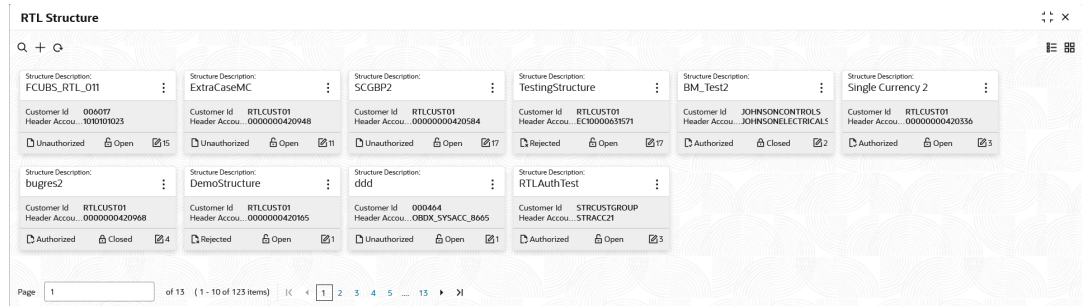 RTL Structure
Structure Description:
FCUBS_RTL_011
Customer Id 006017
Header Accou...1010101023
Unauthorized Open 15
Structure Description:
ExtraCaseMC
Customer Id RTLCUST01
Header Accou...0000000420948
Unauthorized Open 11
Structure Description:
SCGBP2
Customer Id RTLCUST01
Header Accou...00000000420584
Unauthorized Open 17
Structure Description:
TestingStructure
Customer Id RTLCUST01
Header Accou...EC10000631571
Rejected Open 17
Structure Description:
BM_Test2
Customer Id JOHNSONCONTROLS
Header Accou...JOHNSONELECTRICALS
Authorized Closed 2
Structure Description:
Single Currency 2
Customer Id RTLCUST01
Header Accou...00000000420336
Authorized Open 3
Structure Description:
bugres2
Customer Id RTLCUST01
Header Accou...0000000420968
Authorized Closed 4
Structure Description:
DemoStructure
Customer Id RTLCUST01
Header Accou...0000000420165
Rejected Open 1
Structure Description:
ddd
Customer Id 000464
Header Accou...OBDX_SYSACC_8665
Unauthorized Open 1
Structure Description:
RTLAuthTest
Customer Id STRCUSTGROUP
Header Accou...STRACC21
Authorized Open 3
Page 1 of 13 (1 - 10 of 123 items) 1 2 3 4 5 .... 13